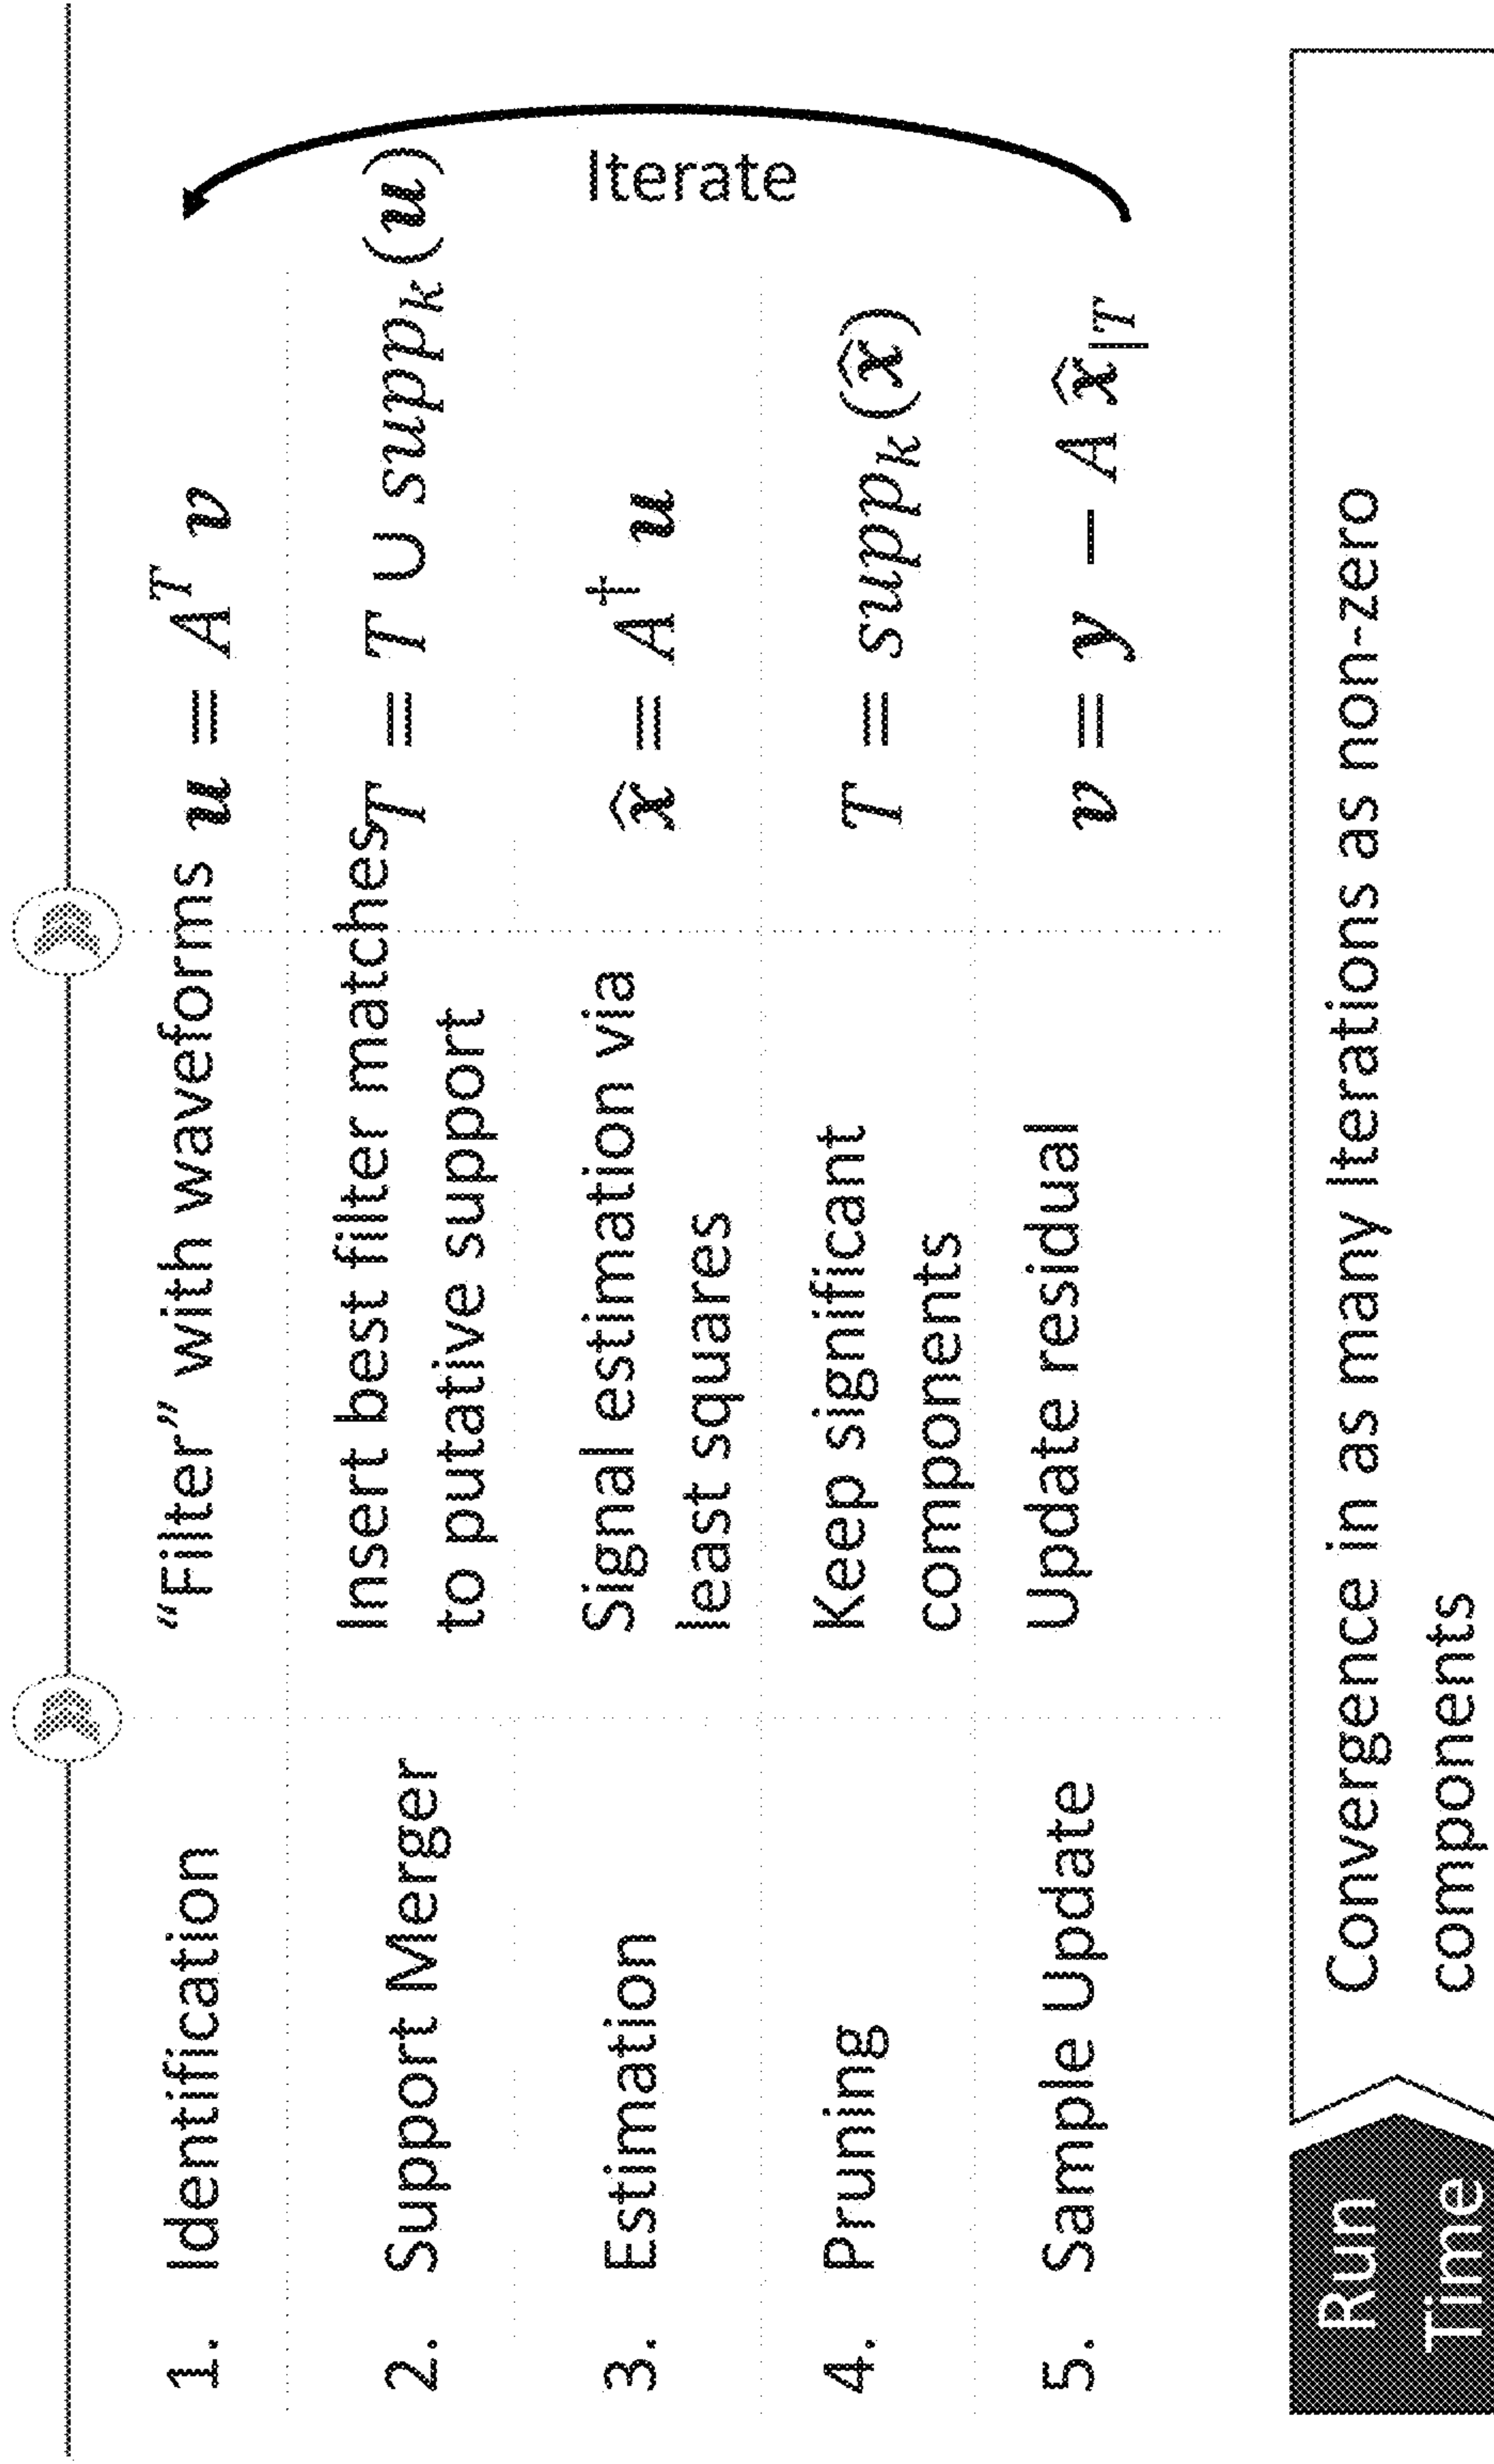 1. Identification
"Filter" with waveforms
u = Aᵀ v
2. Support Merger
Insert best filter matches
to putative support
T = T ∪ supp_K(u)
3. Estimation
Signal estimation via
least squares
x̂ = A† u
4. Pruning
Keep significant
components
T = supp_K(x̂)
5. Sample Update
Update residual
v = y − A x̂|T
Iterate
Run
Time
Convergence in as many Iterations as non-zero
components